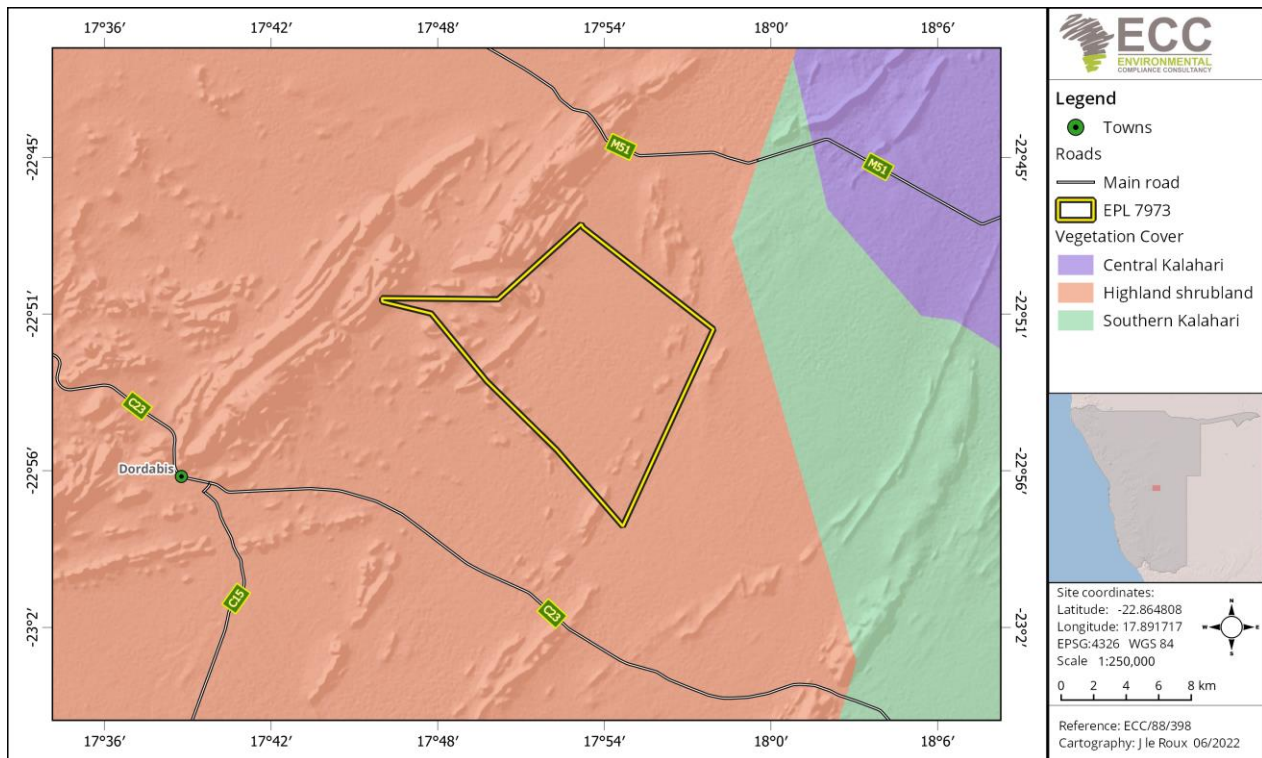 17°36′ 17°42′ 17°48′ 17°54′ 18°0′ 18°6′
-22°45′
-22°51′
-22°56′
-23°2′
M51
M51
C23
Dordabis
C15
C23
-22°45′
-22°51′
-22°56′
-23°2′
17°36′ 17°42′ 17°48′ 17°54′ 18°0′ 18°6′
ECC
ENVIRONMENTAL
COMPLIANCE CONSULTANCY
Legend
Towns
Roads
Main road
EPL 7973
Vegetation Cover
Central Kalahari
Highland shrubland
Southern Kalahari
Site coordinates:
Latitude: -22.864808
Longitude: 17.891717
EPSG:4326 WGS 84
Scale 1:250,000
N
W E
S
0 2 4 6 8 km
Reference: ECC/88/398
Cartography: J le Roux 06/2022